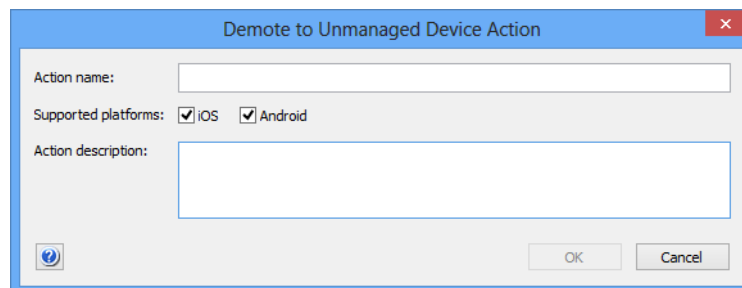 Demote to Unmanaged Device Action
Action name:
Supported platforms: iOS Android
Action description:
OK Cancel